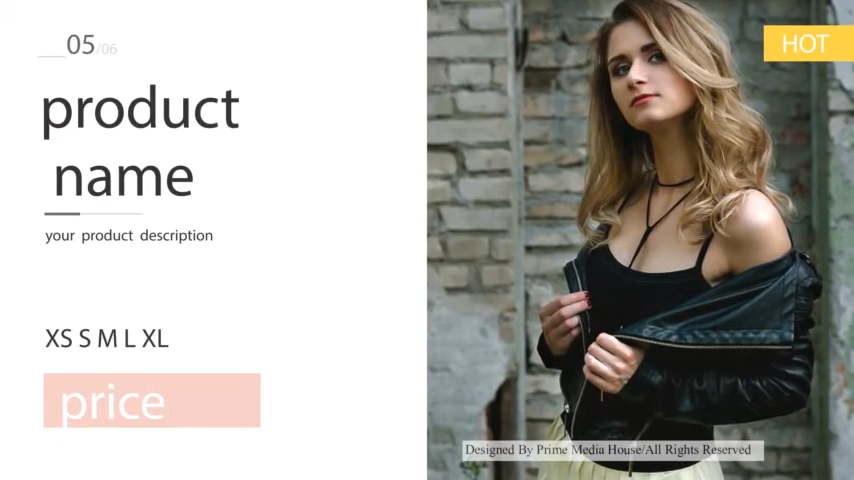 05/06
product
name
your product description
XS S M L XL
price
HOT
Designed By Prime Media House/All Rights Reserved